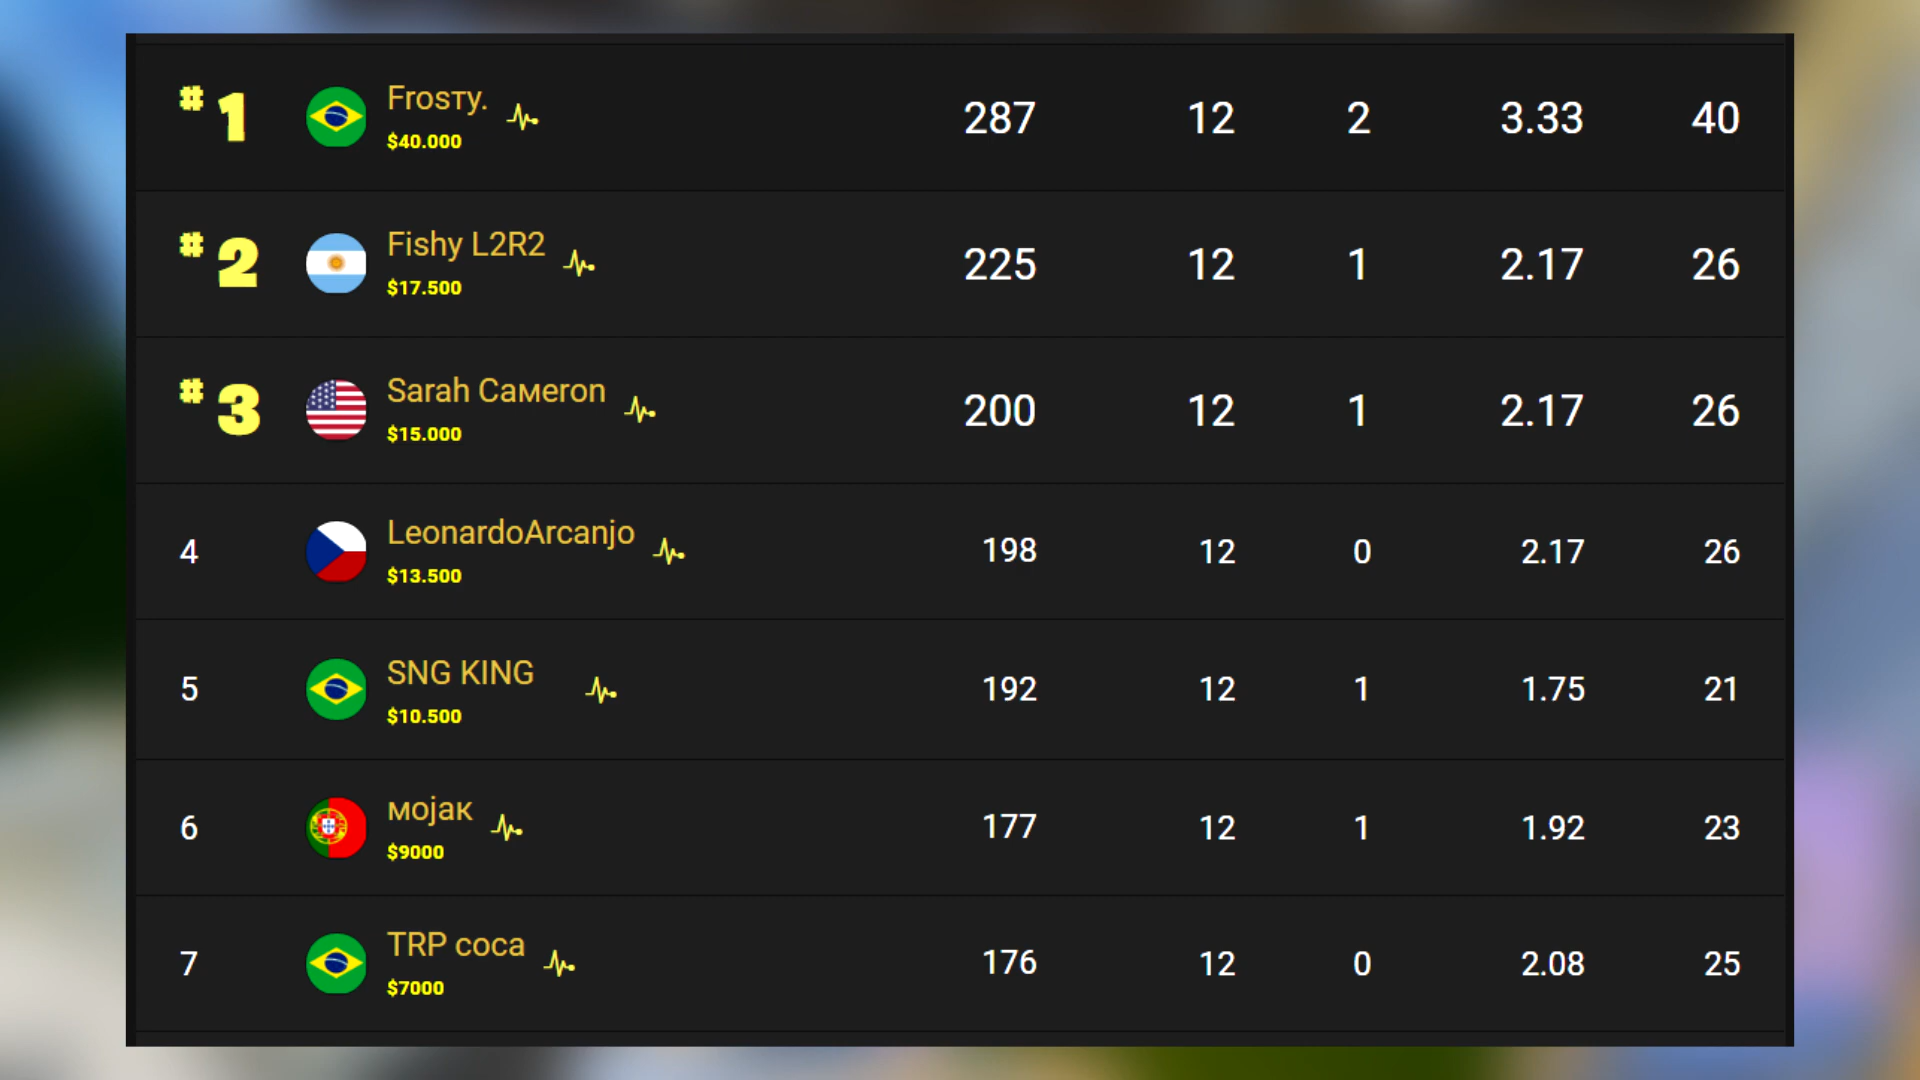 # 1 Frosту. 287 12 2 3.33 40
$40.000
# 2 Fishy L2R2 225 12 1 2.17 26
$17.500
# 3 Sarah Caмeron 200 12 1 2.17 26
$15.000
4 LeonardoArcanjo 198 12 0 2.17 26
$13.500
5 SNG KING 192 12 1 1.75 21
$10.500
6 мojaк 177 12 1 1.92 23
$9000
7 TRP coca 176 12 0 2.08 25
$7000